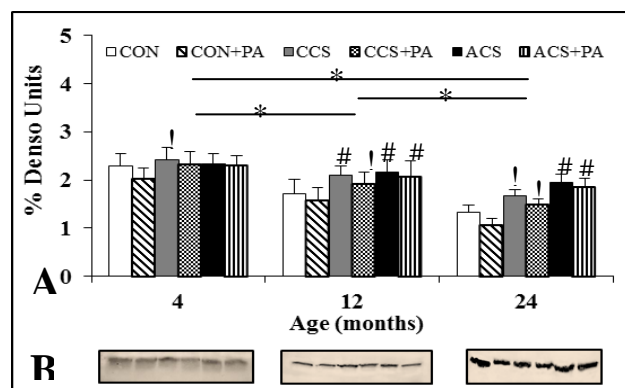 5
CON CON+PA CCS CCS+PA ACS ACS+PA
*
4
* *
3
! # ! # #
% Denso Units
2
! ! # #
1
0
A
4 12 24
Age (months)
B